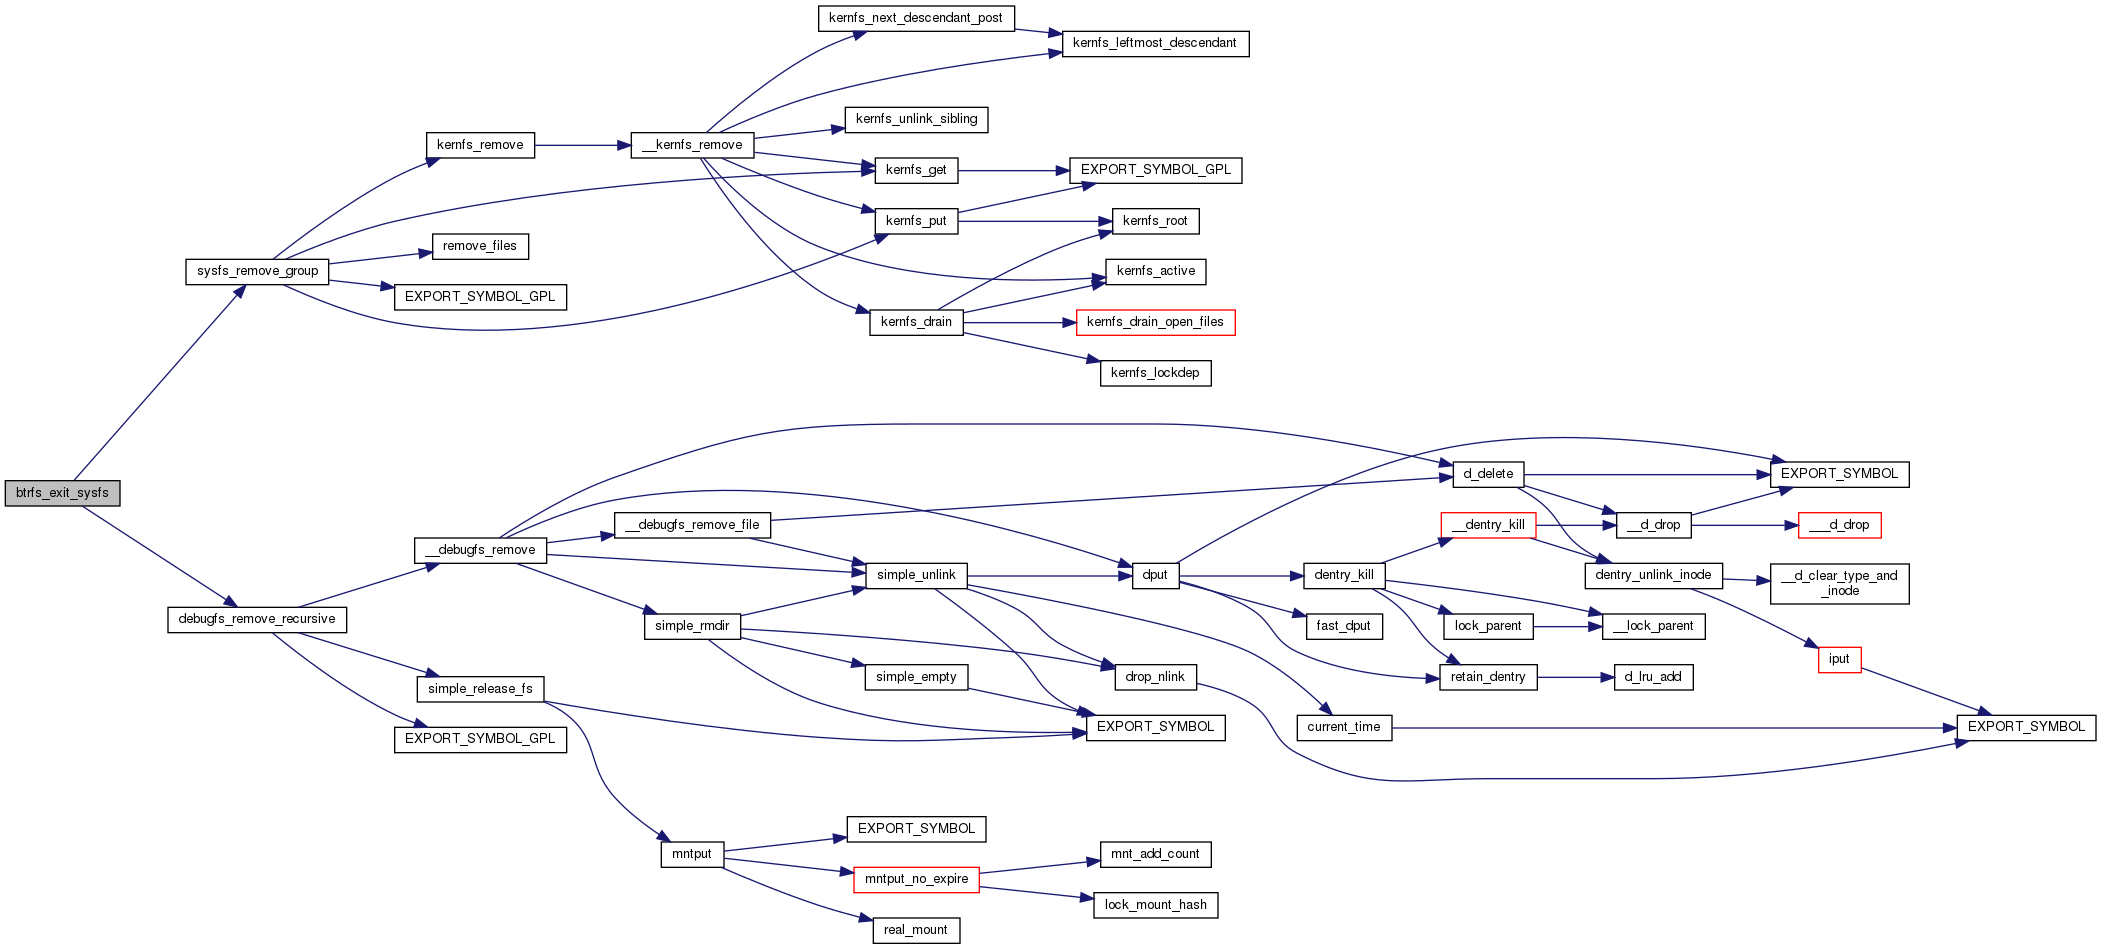 kernfs_next_descendant_post
kernfs_leftmost_descendant
kernfs_unlink_sibling
kernfs_remove
__kernfs_remove
kernfs_get
EXPORT_SYMBOL_GPL
kernfs_put
kernfs_root
remove_files
sysfs_remove_group
kernfs_active
EXPORT_SYMBOL_GPL
kernfs_drain
kernfs_drain_open_files
kernfs_lockdep
btrfs_exit_sysfs
d_delete
EXPORT_SYMBOL
__debugfs_remove_file
__dentry_kill
__d_drop
___d_drop
__debugfs_remove
simple_unlink
dput
dentry_kill
dentry_unlink_inode
__d_clear_type_and
_inode
debugfs_remove_recursive
simple_rmdir
fast_dput
lock_parent
__lock_parent
iput
simple_release_fs
simple_empty
drop_nlink
retain_dentry
d_lru_add
EXPORT_SYMBOL_GPL
EXPORT_SYMBOL
current_time
EXPORT_SYMBOL
EXPORT_SYMBOL
mntput
mnt_add_count
mntput_no_expire
lock_mount_hash
real_mount